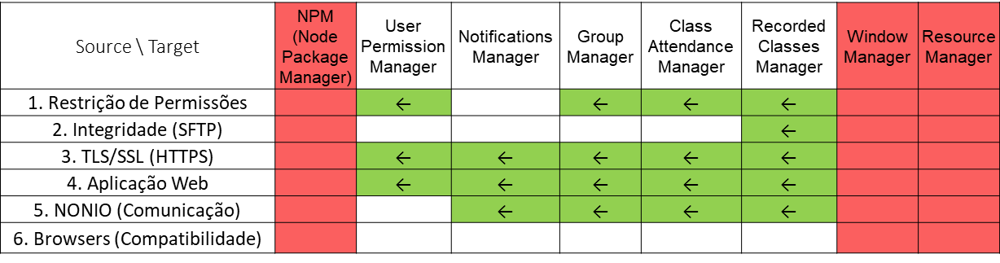 Source \ Target
NPM
(Node
Package
Manager)
User
Permission
Manager
Notifications
Manager
Group
Manager
Class
Attendance
Manager
Recorded
Classes
Manager
Window
Manager
Resource
Manager
1. Restrição de Permissões
← ← ← ←
2. Integridade (SFTP)
←
3. TLS/SSL (HTTPS)
← ← ← ← ←
4. Aplicação Web
← ← ← ← ←
5. NONIO (Comunicação)
← ← ← ←
6. Browsers (Compatibilidade)